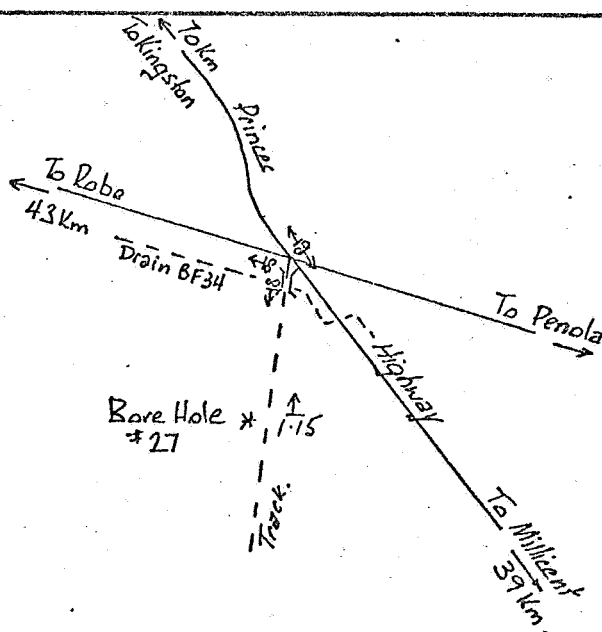 To Km
To Kingston
Princes
To Robe
43 Km
Drain BF34
To Penola
Highway
Bore Hole *
#27
1.15
Track.
To Millicent
39 Km.